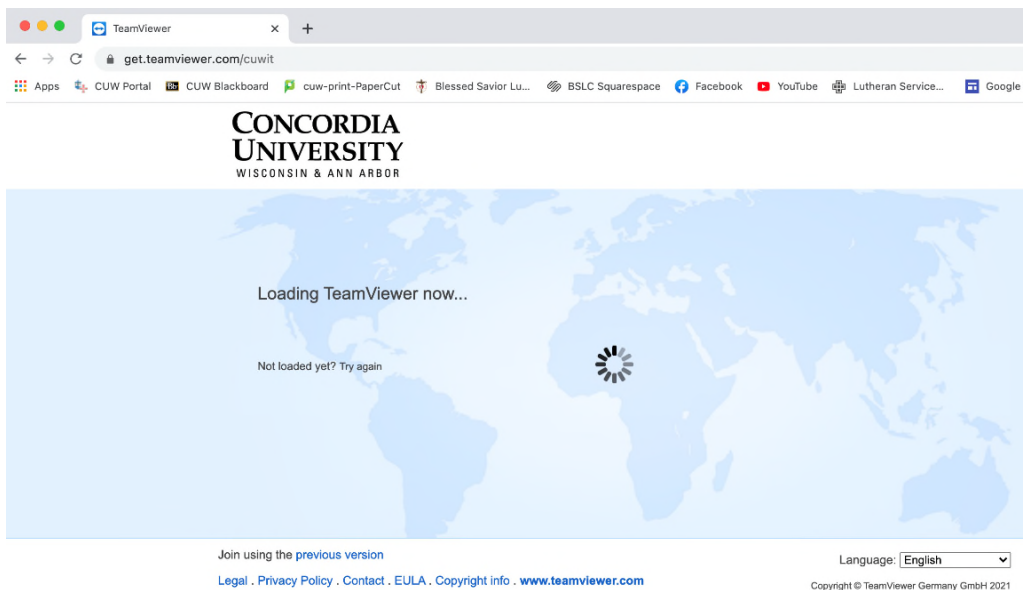 TeamViewer
get.teamviewer.com/cuwit
Apps CUW Portal Bb CUW Blackboard cuw-print-PaperCut Blessed Savior Lu... BSLC Squarespace Facebook YouTube Lutheran Service... Google
CONCORDIA
UNIVERSITY
WISCONSIN & ANN ARBOR
Loading TeamViewer now...
Not loaded yet? Try again
Join using the previous version
Language: English
Legal . Privacy Policy . Contact . EULA . Copyright info . www.teamviewer.com
Copyright © TeamViewer Germany GmbH 2021